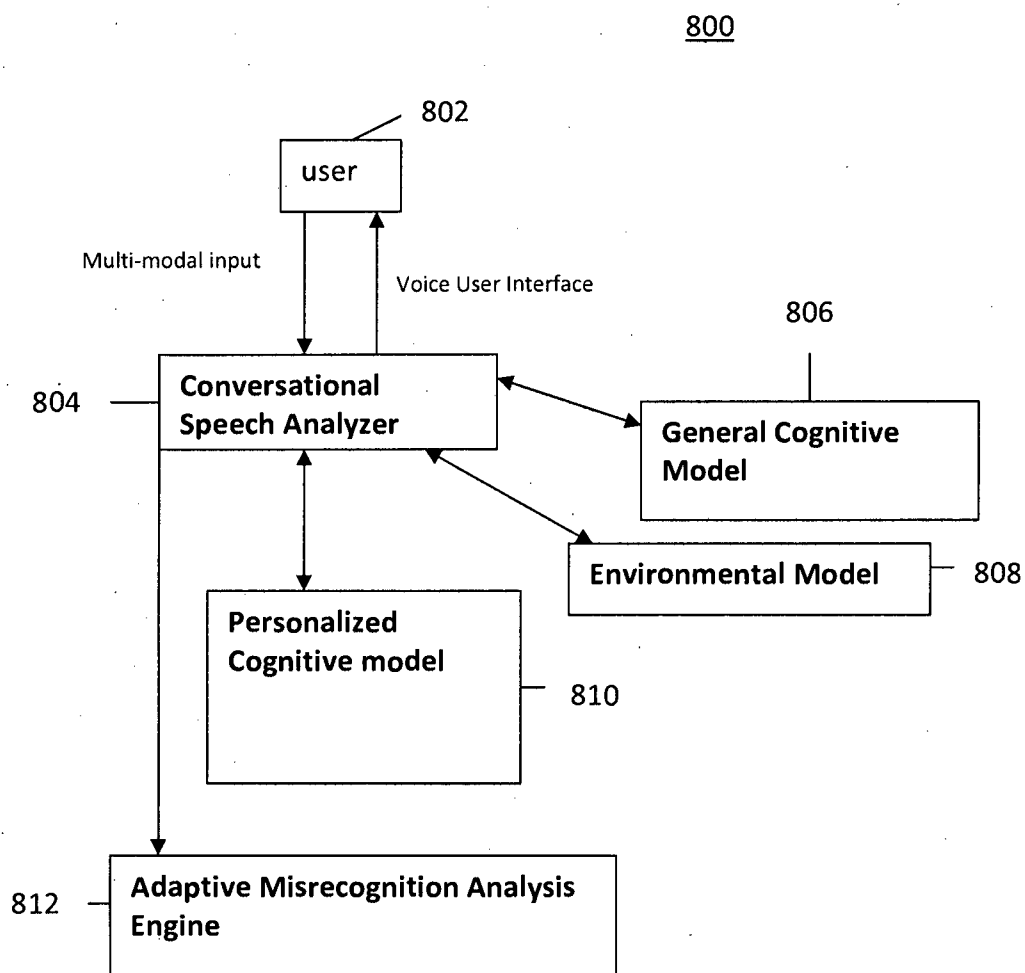 800
802
user
Multi-modal input
Voice User Interface
806
804
Conversational
Speech Analyzer
General Cognitive
Model
Environmental Model
808
Personalized
Cognitive model
810
812
Adaptive Misrecognition Analysis
Engine